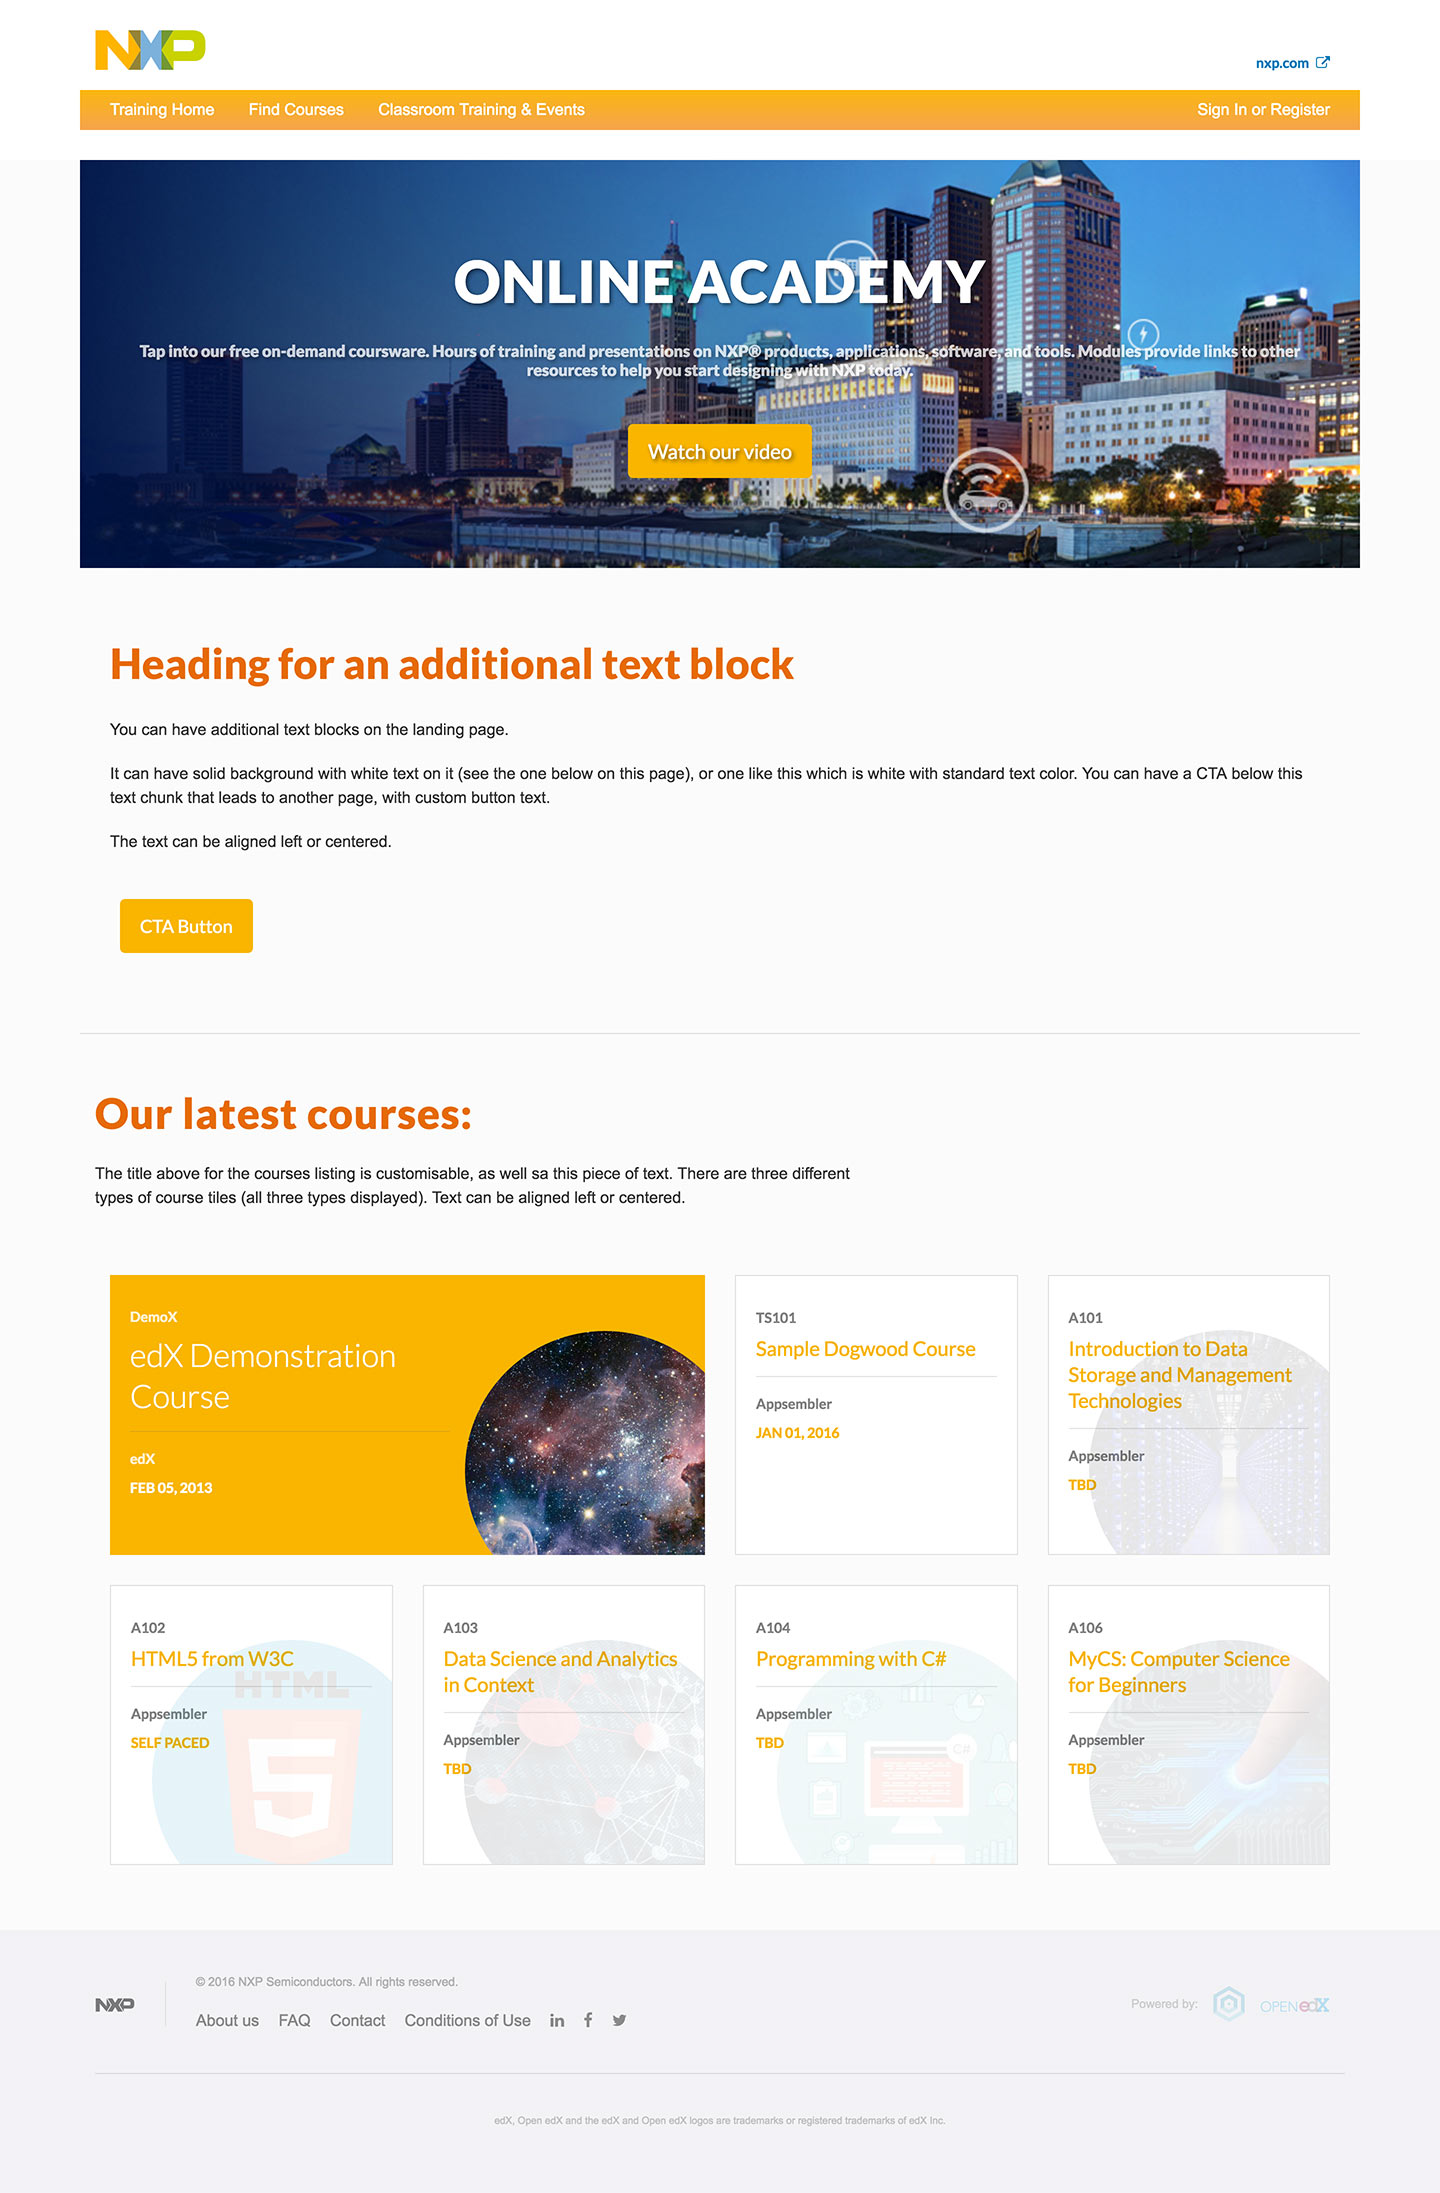 NXP
nxp.com
Training Home Find Courses Classroom Training & Events Sign In or Register
ONLINE ACADEMY
Tap into our free on-demand coursware. Hours of training and presentations on NXP® products, applications, software, and tools. Modules provide links to other
resources to help you start designing with NXP today.
Watch our video
Heading for an additional text block
You can have additional text blocks on the landing page.
It can have solid background with white text on it (see the one below on this page), or one like this which is white with standard text color. You can have a CTA below this
text chunk that leads to another page, with custom button text.
The text can be aligned left or centered.
CTA Button
Our latest courses:
The title above for the courses listing is customisable, as well sa this piece of text. There are three different
types of course tiles (all three types displayed). Text can be aligned left or centered.
DemoX
edX Demonstration
Course
edX
FEB 05, 2013
TS101
Sample Dogwood Course
Appsembler
JAN 01, 2016
A101
Introduction to Data
Storage and Management
Technologies
Appsembler
TBD
A102
HTML5 from W3C
HTML
Appsembler
SELF PACED
5
A103
Data Science and Analytics
in Context
Appsembler
TBD
A104
Programming with C#
Appsembler
TBD
C#
A106
MyCS: Computer Science
for Beginners
Appsembler
TBD
NXP
© 2016 NXP Semiconductors. All rights reserved.
About us FAQ Contact Conditions of Use
Powered by:
OPEN edX
edX, Open edX and the edX and Open edX logos are trademarks or registered trademarks of edX Inc.